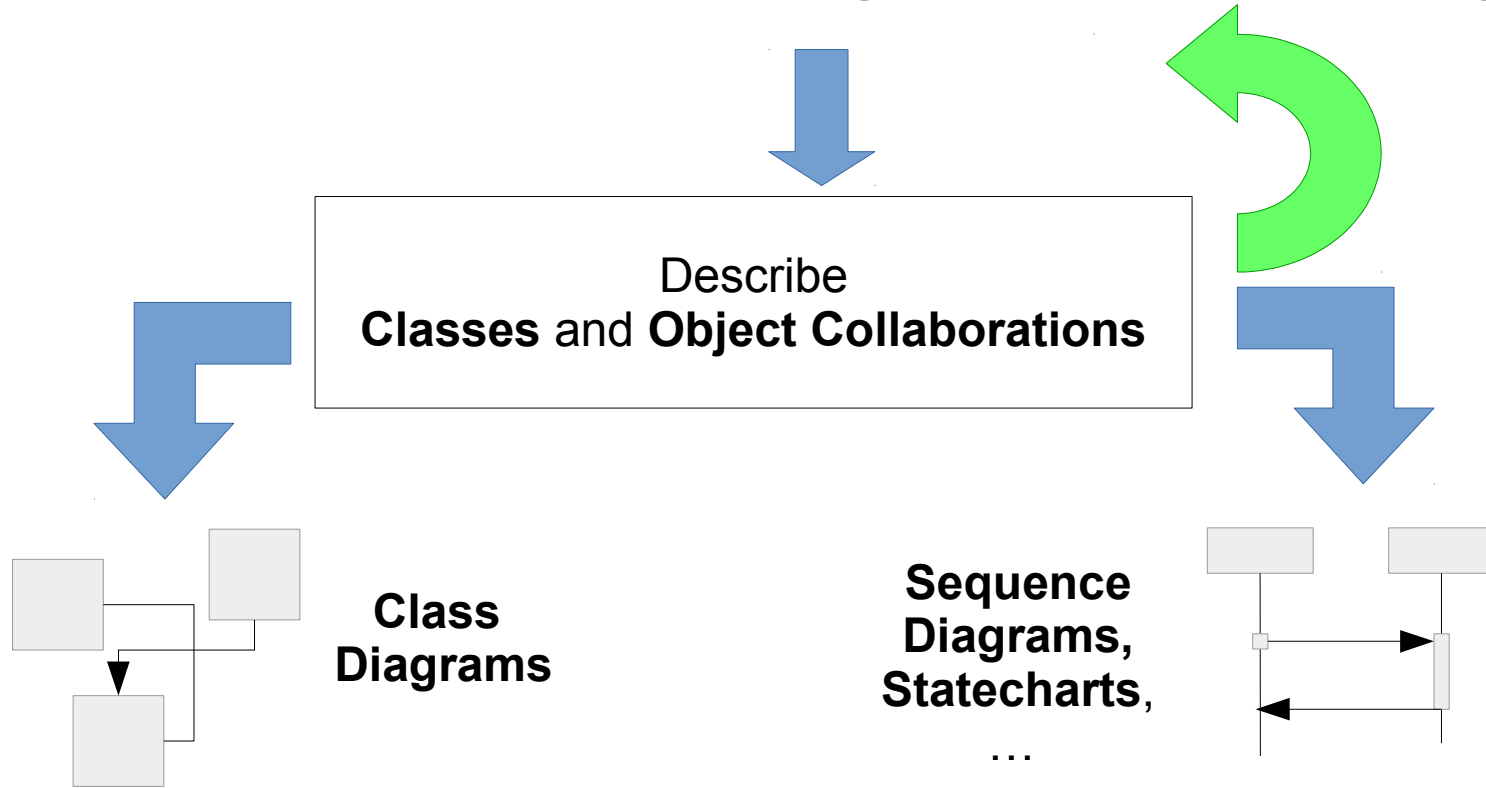 Describe
Classes and Object Collaborations
Class
Diagrams
Sequence
Diagrams,
Statecharts,
…